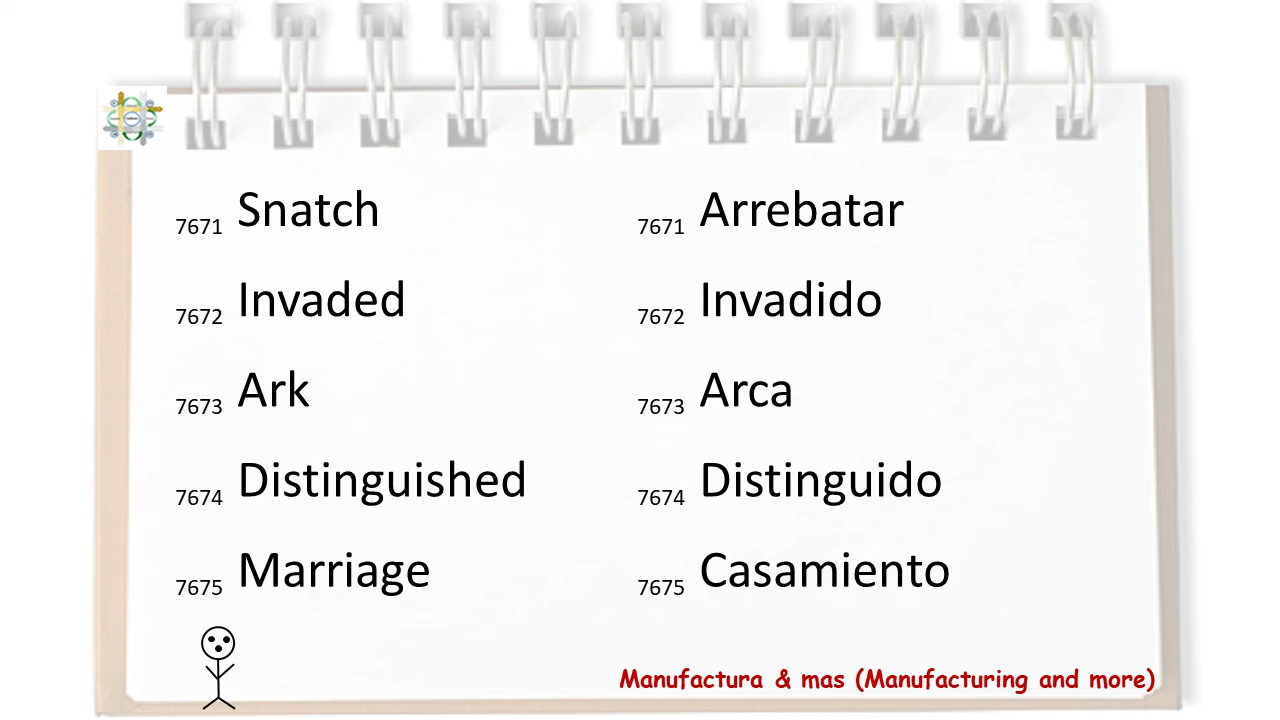 7671 Snatch 7671 Arrebatar
7672 Invaded 7672 Invadido
7673 Ark 7673 Arca
7674 Distinguished 7674 Distinguido
7675 Marriage 7675 Casamiento
Manufactura & mas (Manufacturing and more)